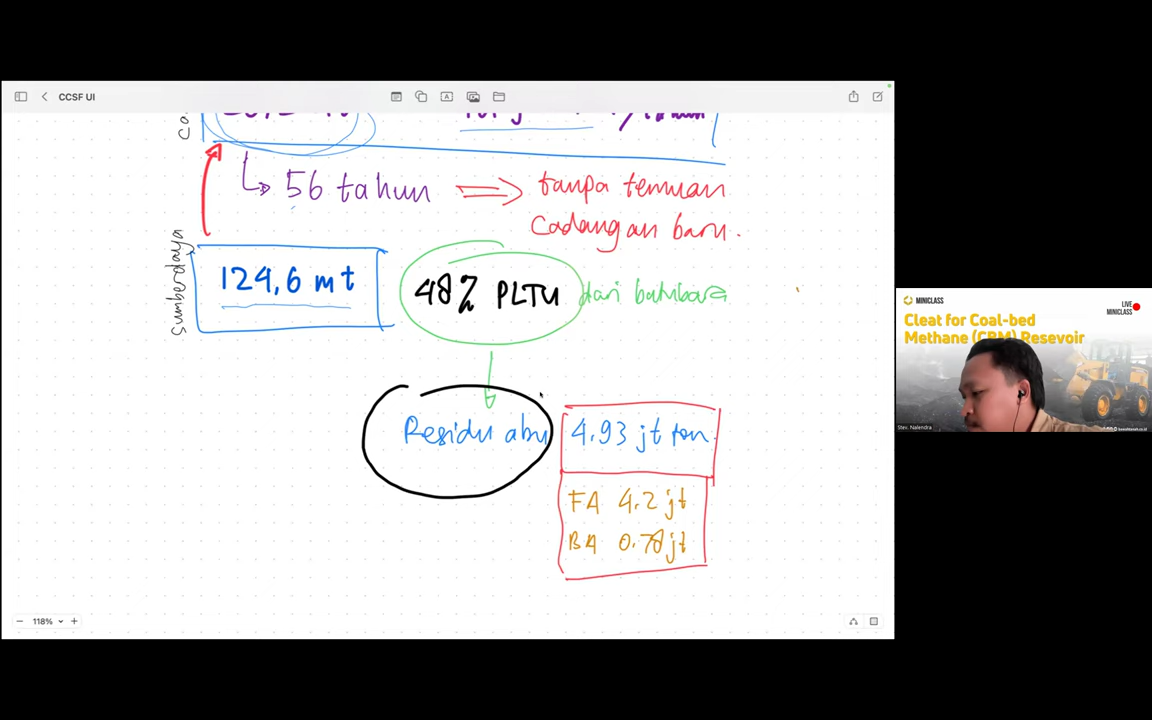 CCSF UI
56 tahun => tanpa temuan
Cadangan baru.
Sumberdaya
124,6 mt
48% PLTU dari batubara
Residu abu
4.93 jt ton
FA 4.2 jt
BA 0.78 jt
118%
MINICLASS
LIVE
MINICLASS
Cleat for Coal-bed
Methane (CBM) Resevoir
Stev. Nalendra